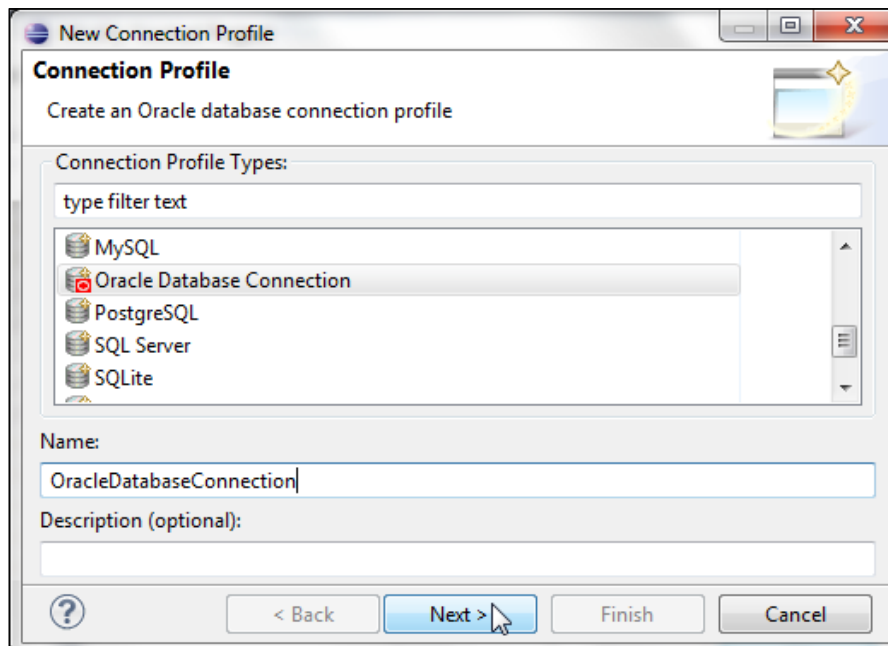 New Connection Profile
Connection Profile
Create an Oracle database connection profile
Connection Profile Types:
type filter text
MySQL
Oracle Database Connection
PostgreSQL
SQL Server
SQLite
Name:
OracleDatabaseConnection
Description (optional):
< Back Next > Finish Cancel